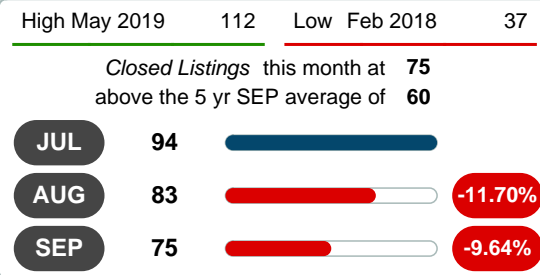 High May 2019 112 Low Feb 2018 37
Closed Listings this month at 75
above the 5 yr SEP average of 60
JUL 94
AUG 83 -11.70%
SEP 75 -9.64%